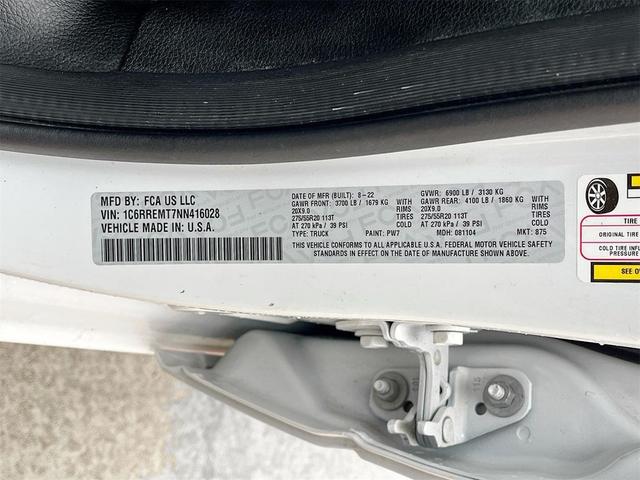 MFD BY: FCA US LLC
VIN: 1C6RREMT7NN416028
VEHICLE MADE IN: U.S.A.
DATE OF MFR (BUILT): 8-22
GAWR FRONT: 3700 LB / 1679 KG WITH
20X9.0 TIRES
275/55R20 113T RIMS AT
AT 270 kPa / 39 PSI COLD
TYPE: TRUCK PAINT: PW7
GVWR: 6900 LB / 3130 KG
GAWR REAR: 4100 LB / 1860 KG WITH
20X9.0 TIRES
275/55R20 113T RIMS AT
AT 270 kPa / 39 PSI COLD
MDH: 081104 MKT: 875
THIS VEHICLE CONFORMS TO ALL APPLICABLE U.S.A. FEDERAL MOTOR VEHICLE SAFETY
STANDARDS IN EFFECT ON THE DATE OF MANUFACTURE SHOWN ABOVE.
TIRE
ORIGINAL TIRE
COLD TIRE INFL
PRESSURE
SEE O
115